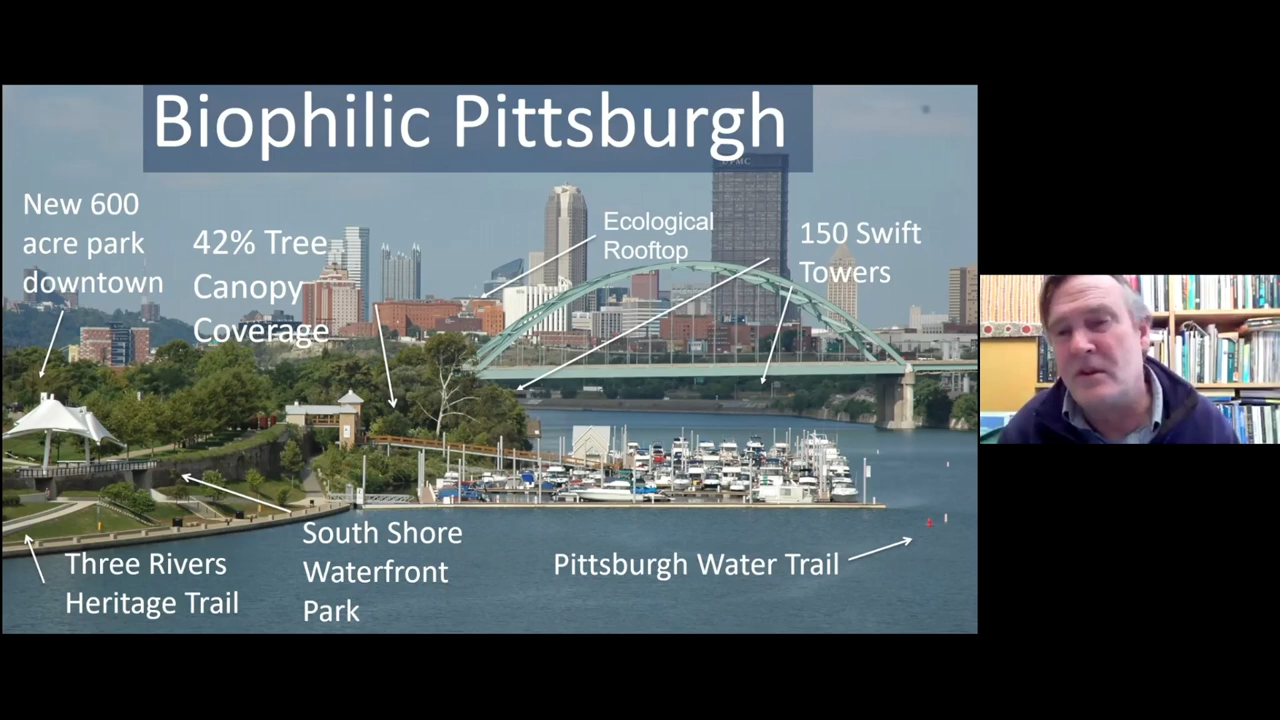 Biophilic Pittsburgh
UPMC
New 600
acre park
downtown
42% Tree
Canopy
Coverage
Ecological
Rooftop
150 Swift
Towers
South Shore
Waterfront
Park
Three Rivers
Heritage Trail
Pittsburgh Water Trail